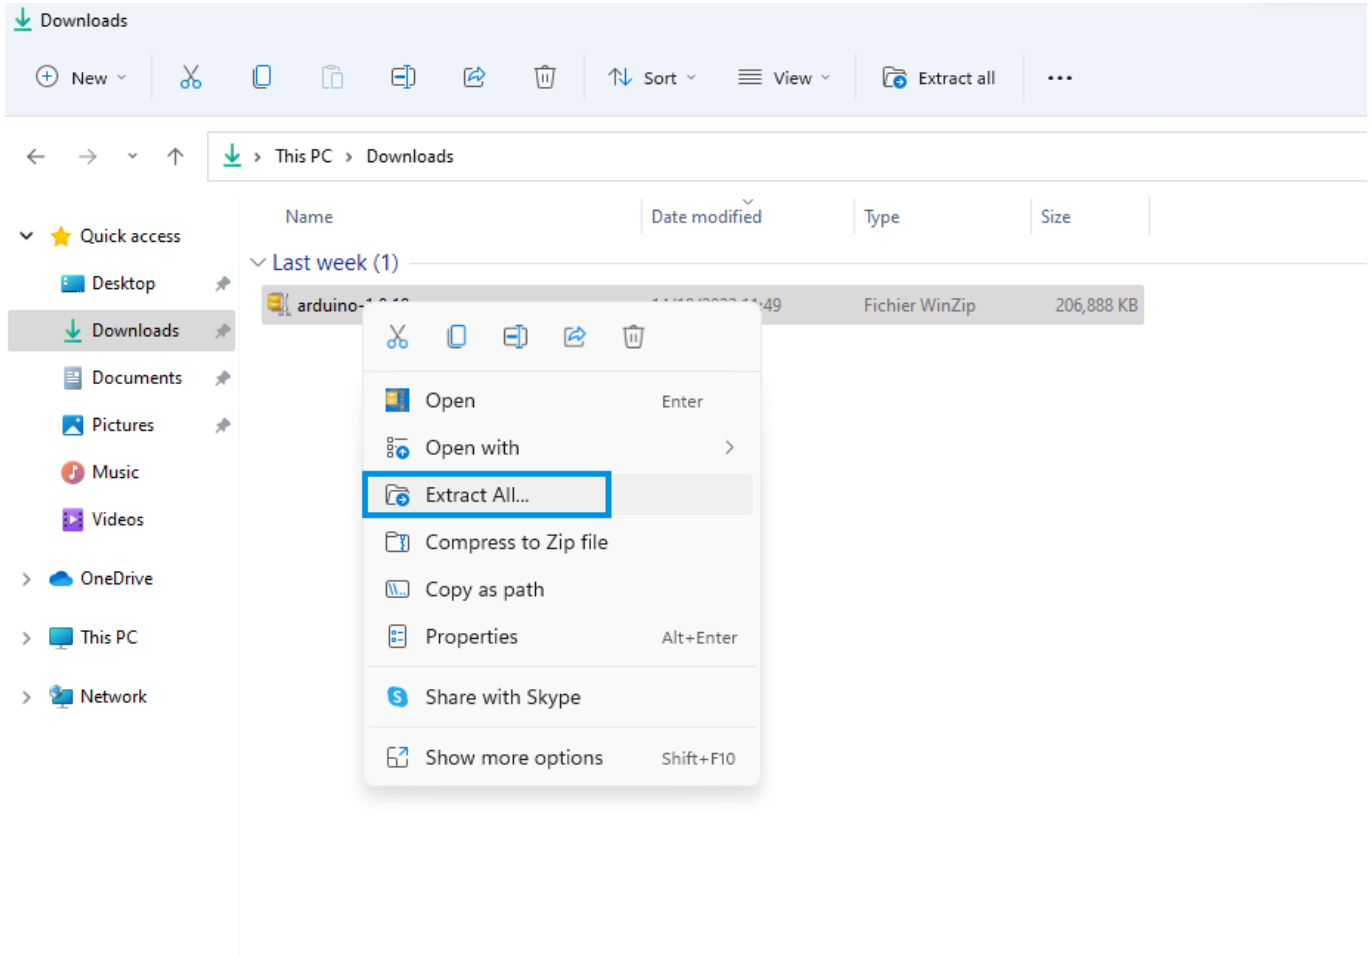 Downloads
New
Sort
View
Extract all
This PC
Downloads
Name
Date modified
Type
Size
Quick access
Last week (1)
Desktop
arduino-
:49
Fichier WinZip
206,888 KB
Downloads
Documents
Pictures
Music
Videos
OneDrive
This PC
Network
Open
Enter
Open with
Extract All...
Compress to Zip file
Copy as path
Properties
Alt+Enter
Share with Skype
Show more options
Shift+F10